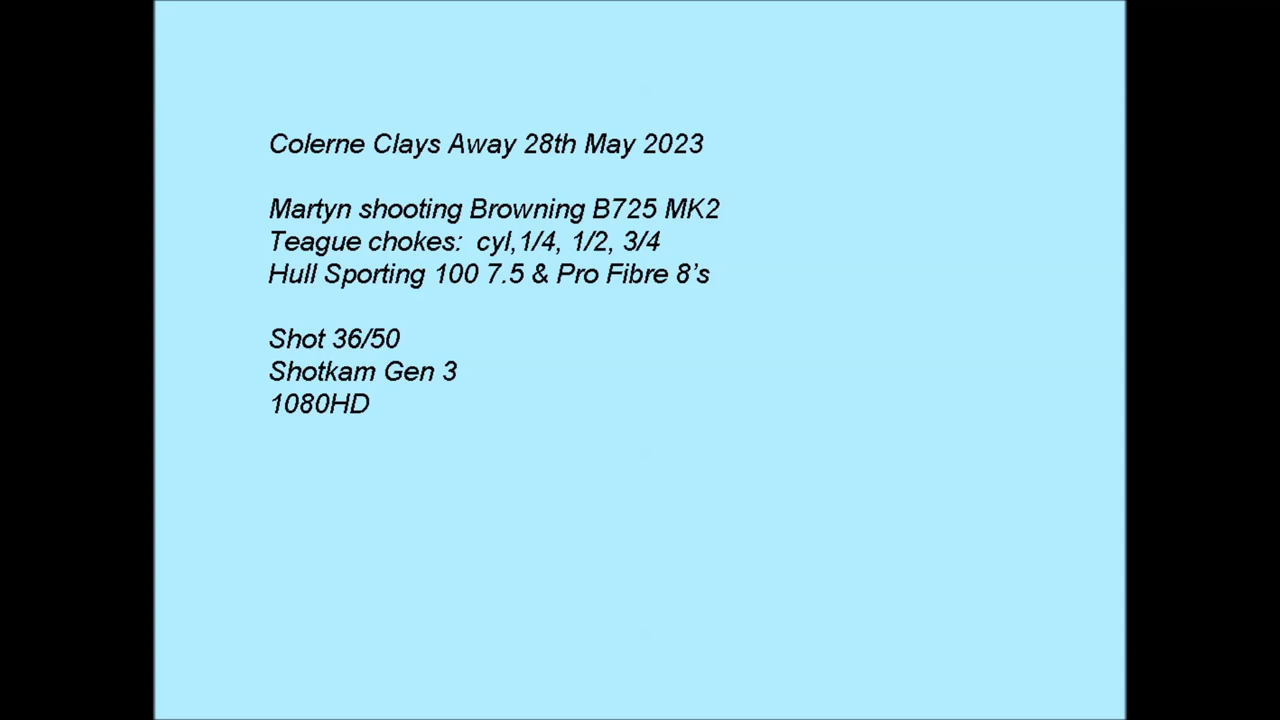 Colerne Clays Away 28th May 2023
Martyn shooting Browning B725 MK2
Teague chokes:  cyl,1/4, 1/2, 3/4
Hull Sporting 100 7.5 & Pro Fibre 8’s
Shot 36/50
Shotkam Gen 3
1080HD